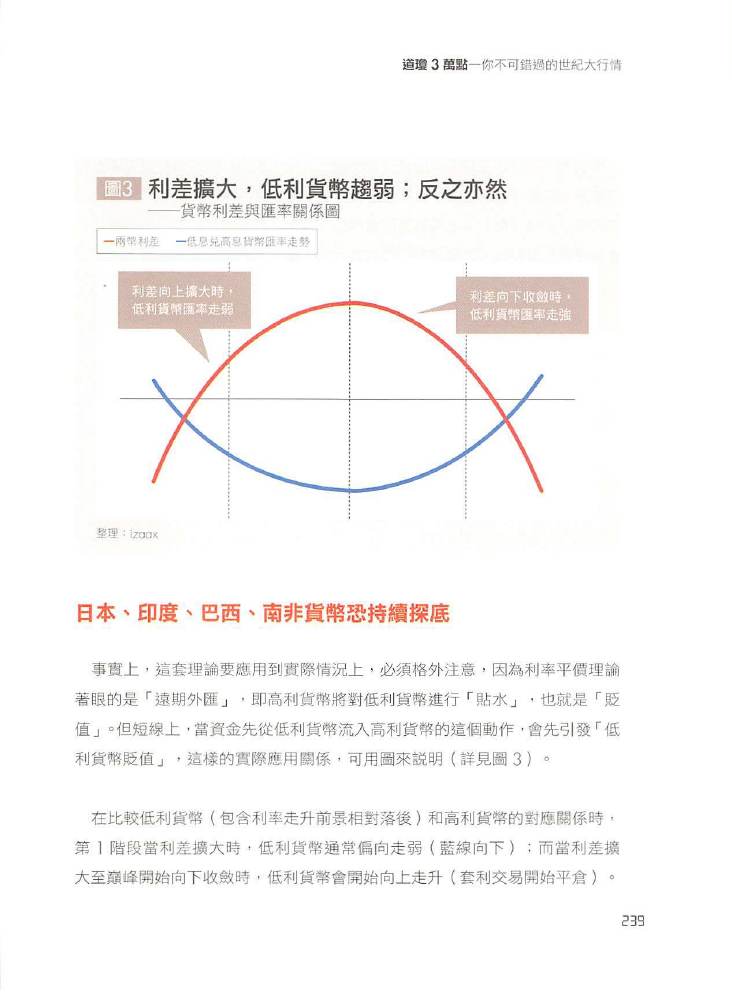 道瓊 3 萬點—你不可錯過的世紀大行情
圖3 利差擴大，低利貨幣趨弱；反之亦然
——貨幣利差與匯率關係圖
兩幣利差 低息兌高息貨幣匯率走勢
利差向上擴大時，
低利貨幣匯率走弱
利差向下收斂時，
低利貨幣匯率走強
整理：izaax
日本、印度、巴西、南非貨幣恐持續探底
事實上，這套理論要應用到實際情況上，必須格外注意，因為利率平價理論
著眼的是「遠期外匯」，即高利貨幣將對低利貨幣進行「貼水」，也就是「貶
值」。但短線上，當資金先從低利貨幣流入高利貨幣的這個動作，會先引發「低
利貨幣貶值」，這樣的實際應用關係，可用圖來說明（詳見圖 3）。
在比較低利貨幣（包含利率走升前景相對落後）和高利貨幣的對應關係時，
第 1 階段當利差擴大時，低利貨幣通常偏向走弱（藍線向下）；而當利差擴
大至巔峰開始向下收斂時，低利貨幣會開始向上走升（套利交易開始平倉）。
239